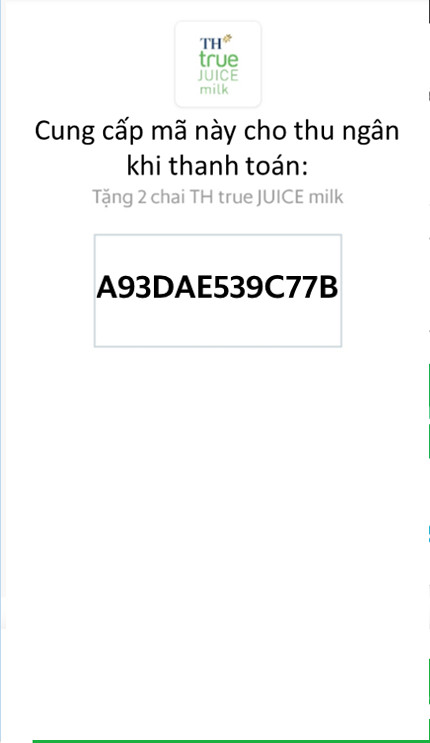 TH
true
JUICE
milk
Cung cấp mã này cho thu ngân
khi thanh toán:
Tặng 2 chai TH true JUICE milk
A93DAE539C77B